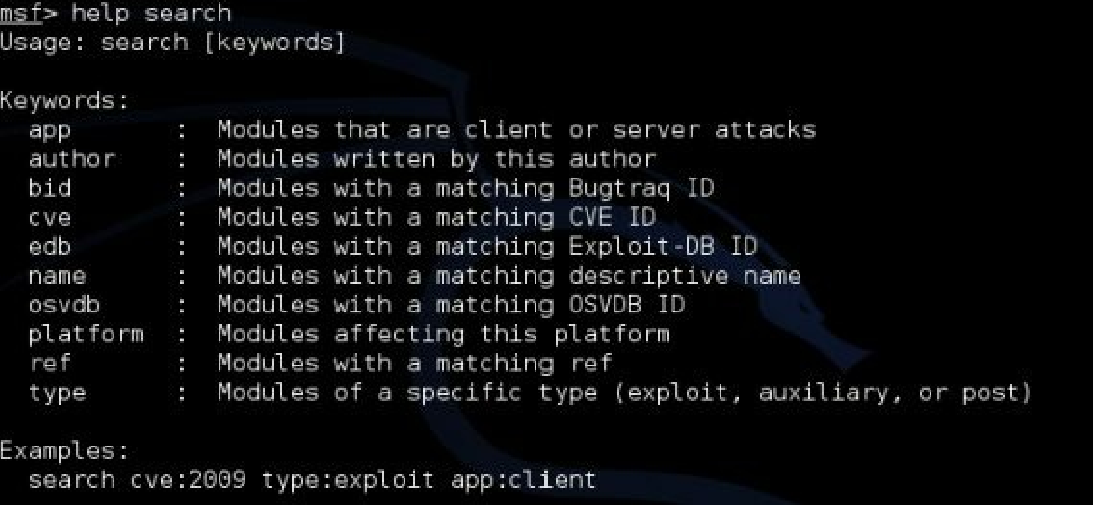 msf> help search
Usage: search [keywords]
Keywords:
app : Modules that are client or server attacks
author : Modules written by this author
bid : Modules with a matching Bugtraq ID
cve : Modules with a matching CVE ID
edb : Modules with a matching Exploit-DB ID
name : Modules with a matching descriptive name
osvdb : Modules with a matching OSVDB ID
platform : Modules affecting this platform
ref : Modules with a matching ref
type : Modules of a specific type (exploit, auxiliary, or post)
Examples:
search cve:2009 type:exploit app:client